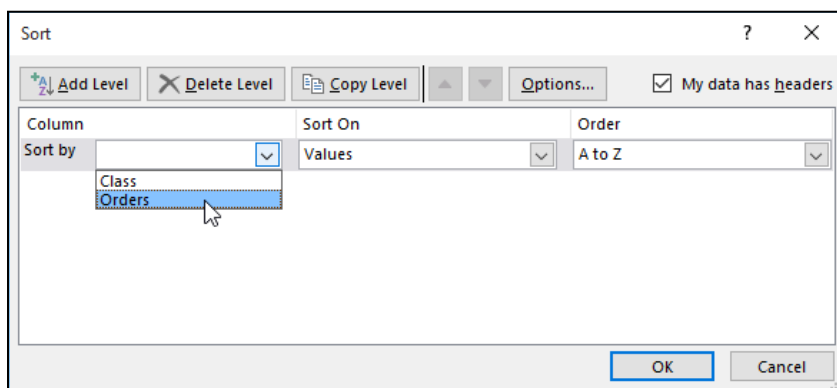 Sort ?
Add Level Delete Level Copy Level Options... My data has headers
Column Sort On Order
Sort by Values A to Z
Class
Orders
OK Cancel